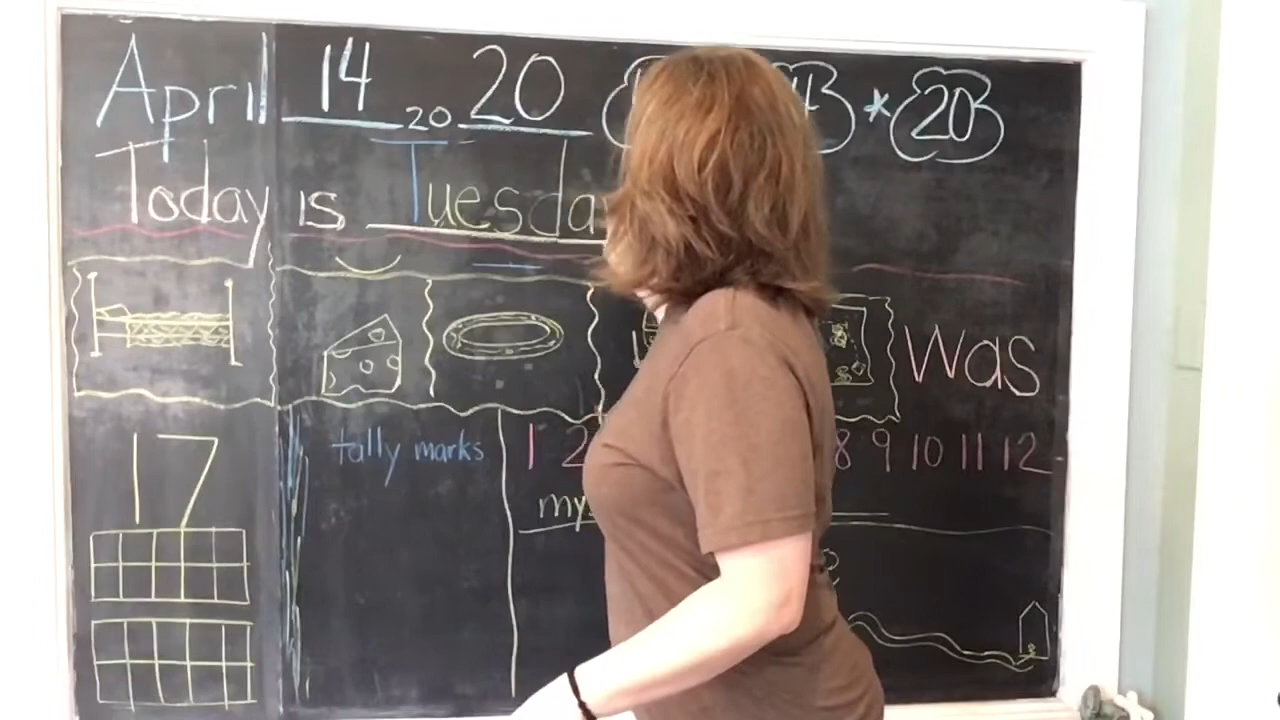 April 14 20 20 * 20
Today is Tuesda
was
17 tally marks 1 2 8 9 10 11 12
my